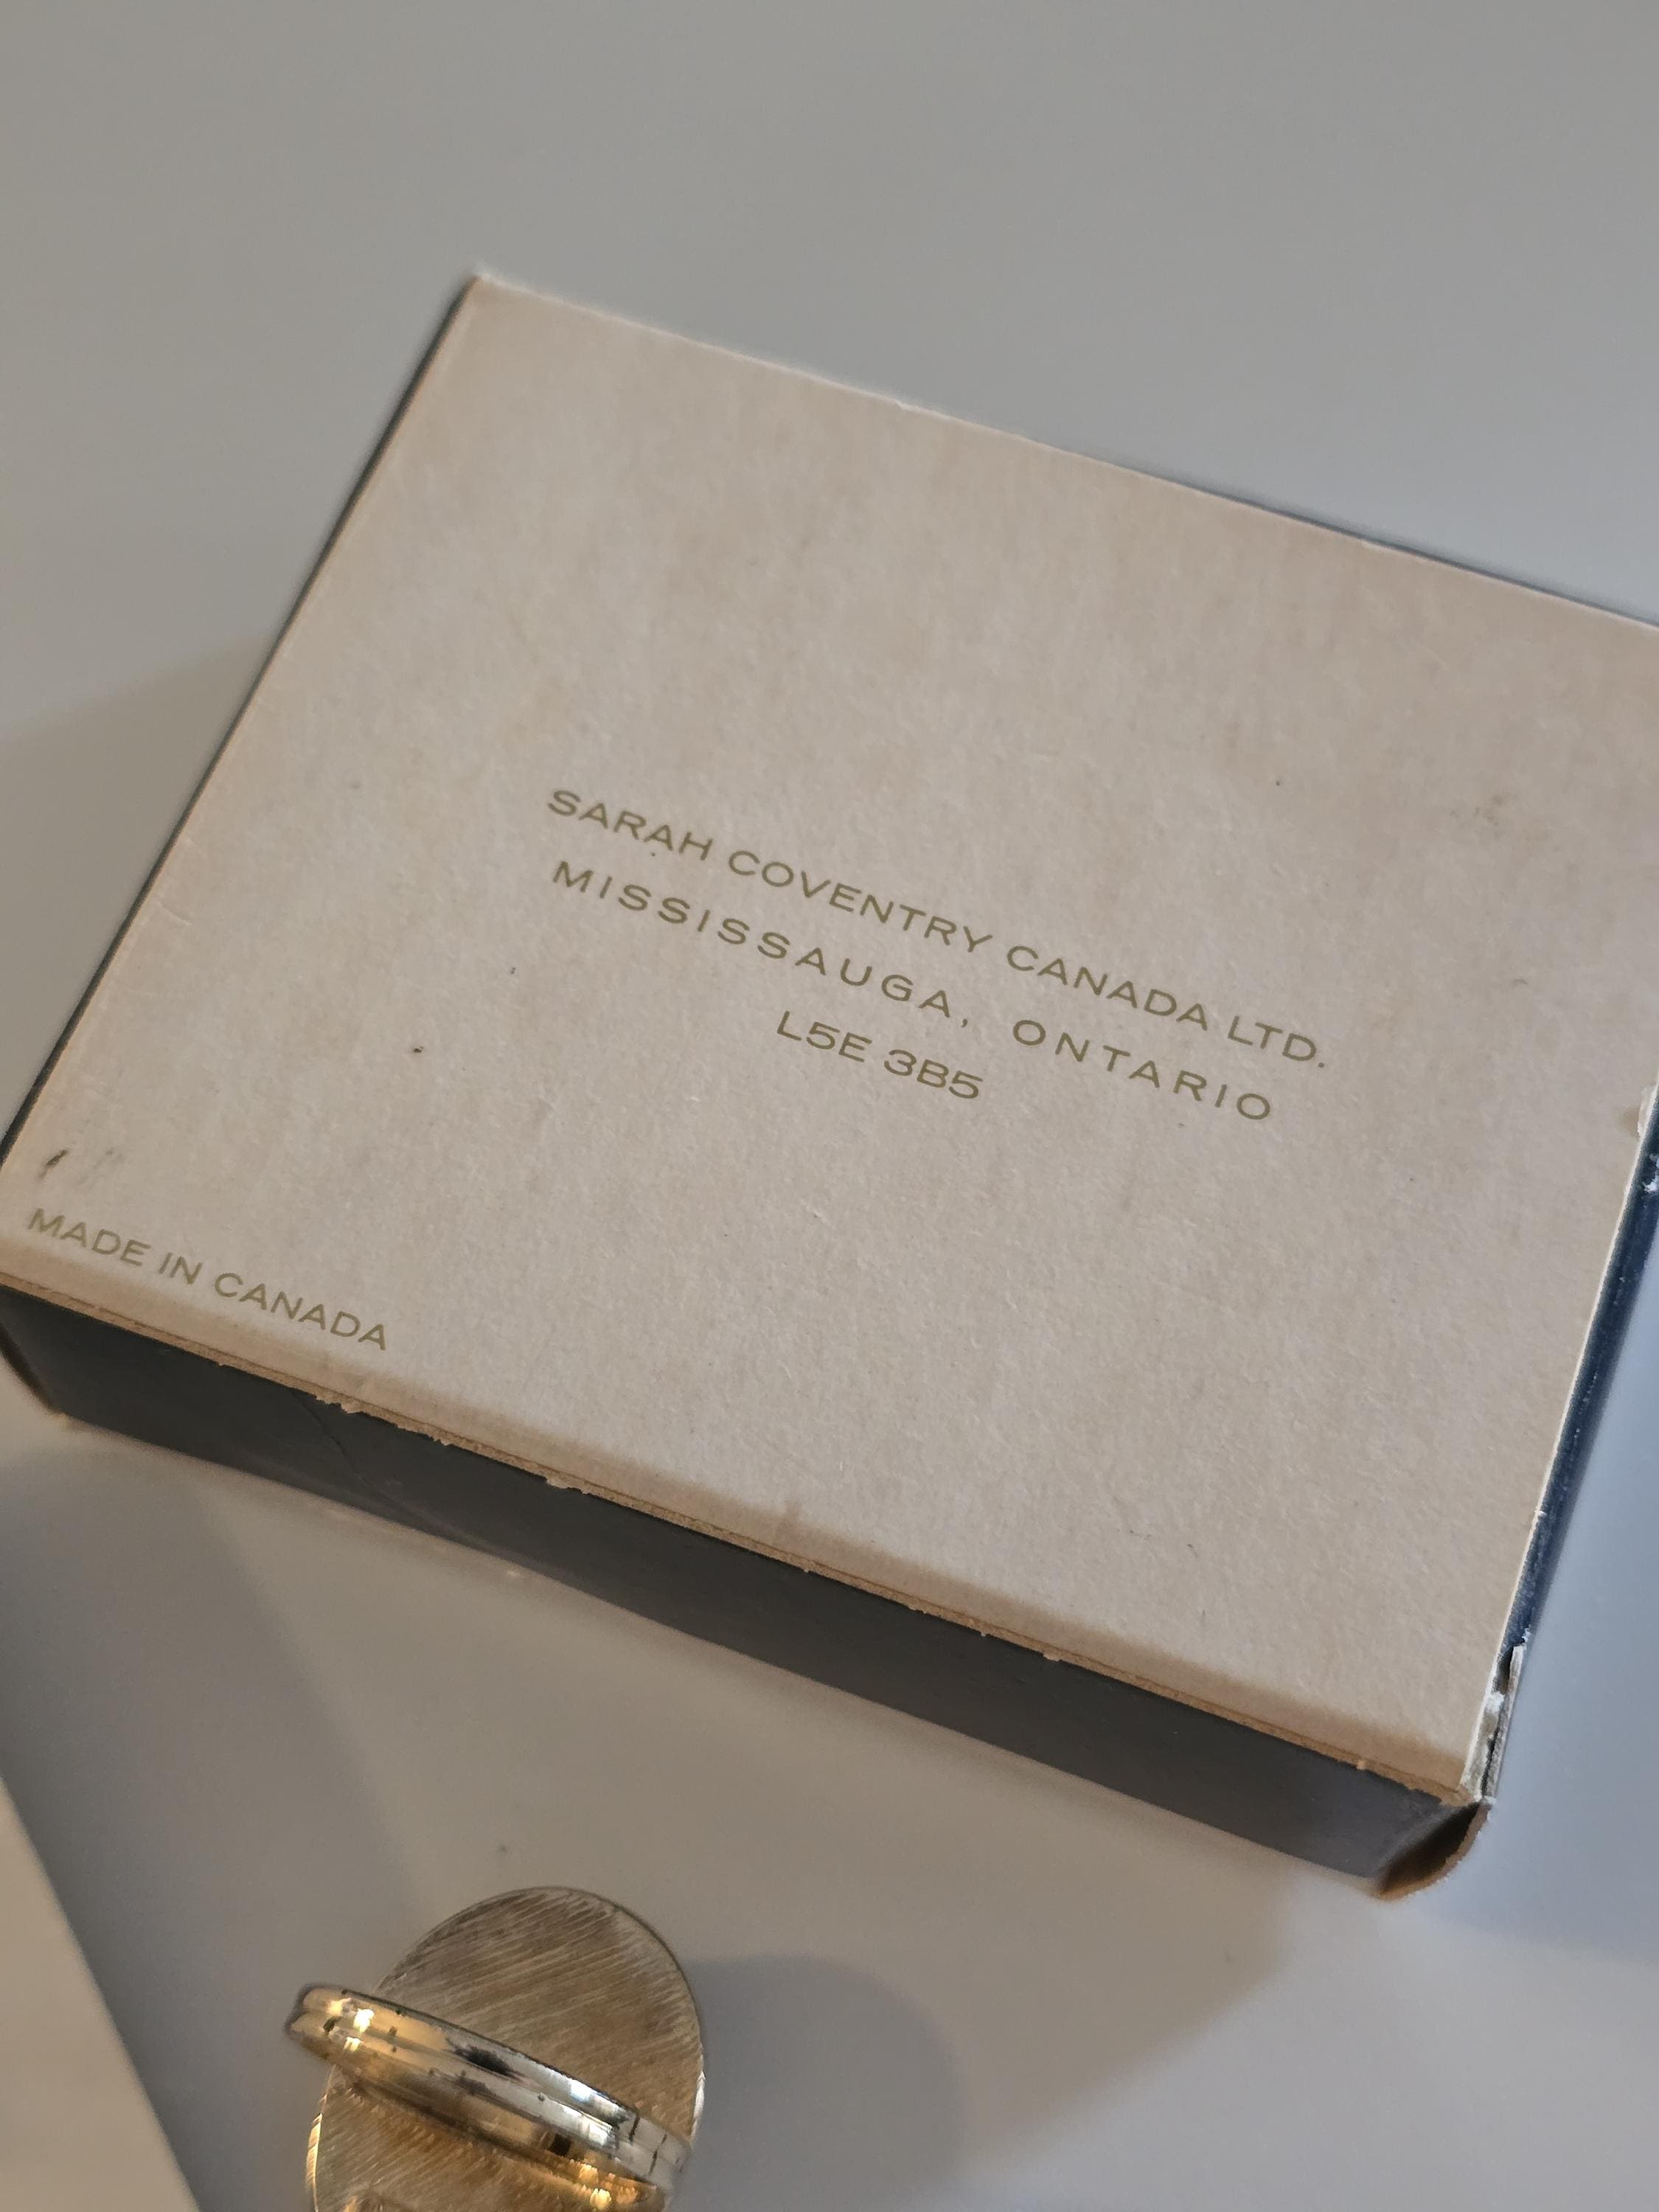 SARAH COVENTRY CANADA LTD.
MISSISSAUGA, ONTARIO
L5E 3B5
MADE IN CANADA